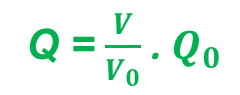 Q = V/V₀ . Q₀